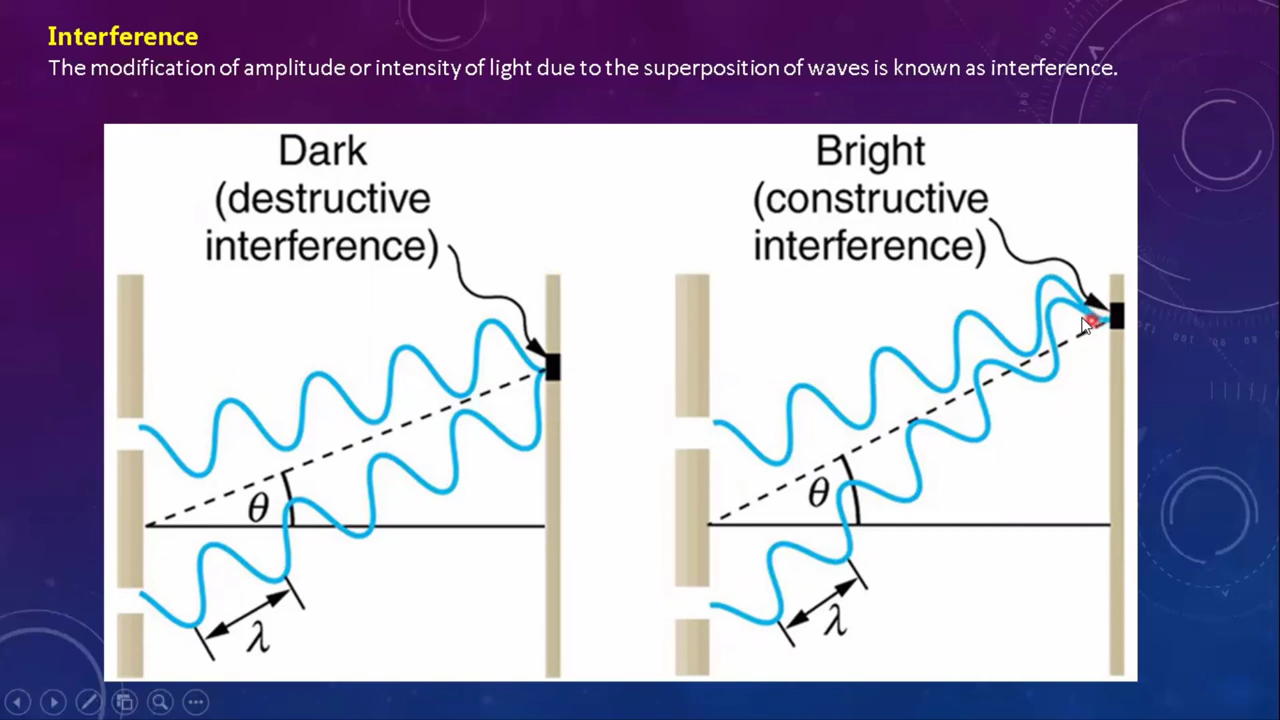 Interference
The modification of amplitude or intensity of light due to the superposition of waves is known as interference.
Dark
(destructive
interference)
θ
λ
Bright
(constructive
interference)
θ
λ